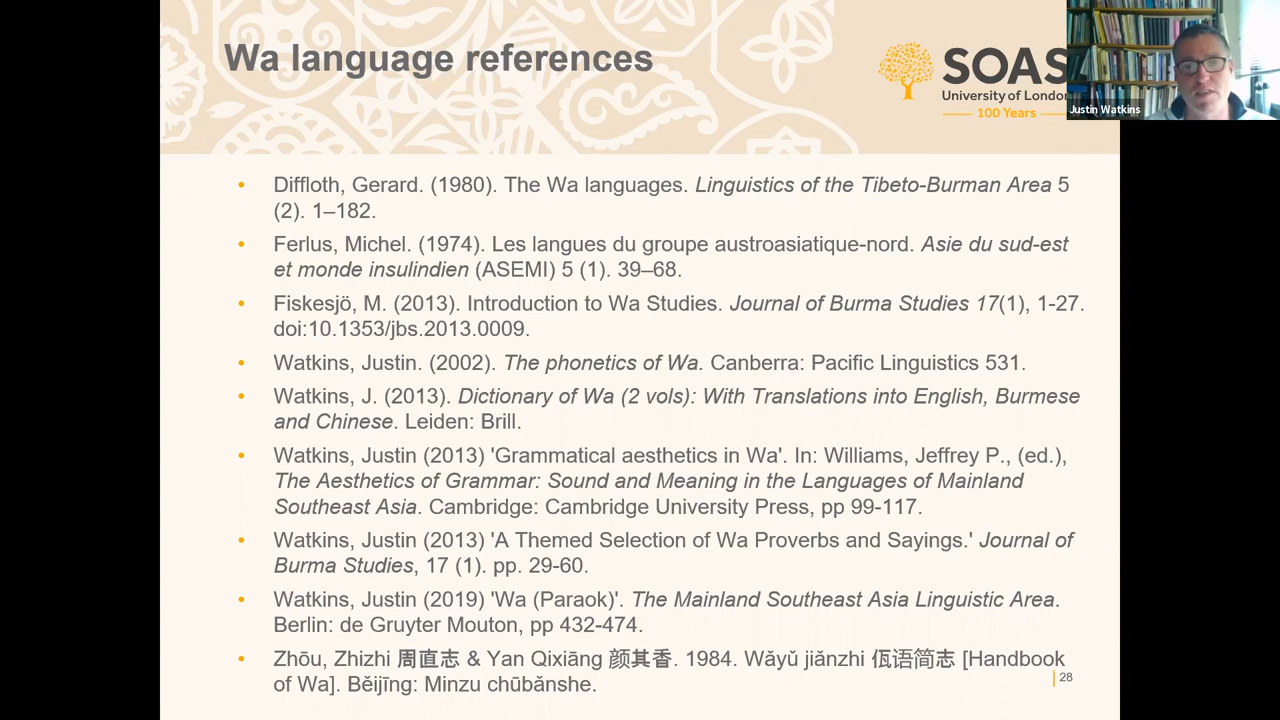 Wa language references
SOAS
University of London
100 Years
Justin Watkins
• Diffloth, Gerard. (1980). The Wa languages. Linguistics of the Tibeto-Burman Area 5
(2). 1–182.
• Ferlus, Michel. (1974). Les langues du groupe austroasiatique-nord. Asie du sud-est
et monde insulindien (ASEMI) 5 (1). 39–68.
• Fiskesjö, M. (2013). Introduction to Wa Studies. Journal of Burma Studies 17(1), 1-27.
doi:10.1353/jbs.2013.0009.
• Watkins, Justin. (2002). The phonetics of Wa. Canberra: Pacific Linguistics 531.
• Watkins, J. (2013). Dictionary of Wa (2 vols): With Translations into English, Burmese
and Chinese. Leiden: Brill.
• Watkins, Justin (2013) 'Grammatical aesthetics in Wa'. In: Williams, Jeffrey P., (ed.),
The Aesthetics of Grammar: Sound and Meaning in the Languages of Mainland
Southeast Asia. Cambridge: Cambridge University Press, pp 99-117.
• Watkins, Justin (2013) 'A Themed Selection of Wa Proverbs and Sayings.' Journal of
Burma Studies, 17 (1). pp. 29-60.
• Watkins, Justin (2019) 'Wa (Paraok)'. The Mainland Southeast Asia Linguistic Area.
Berlin: de Gruyter Mouton, pp 432-474.
• Zhōu, Zhizhi 周直志 & Yan Qixiāng 颜其香. 1984. Wǎyǔ jiǎnzhi 佤语简志 [Handbook
of Wa]. Běijīng: Minzu chūbǎnshe.
28